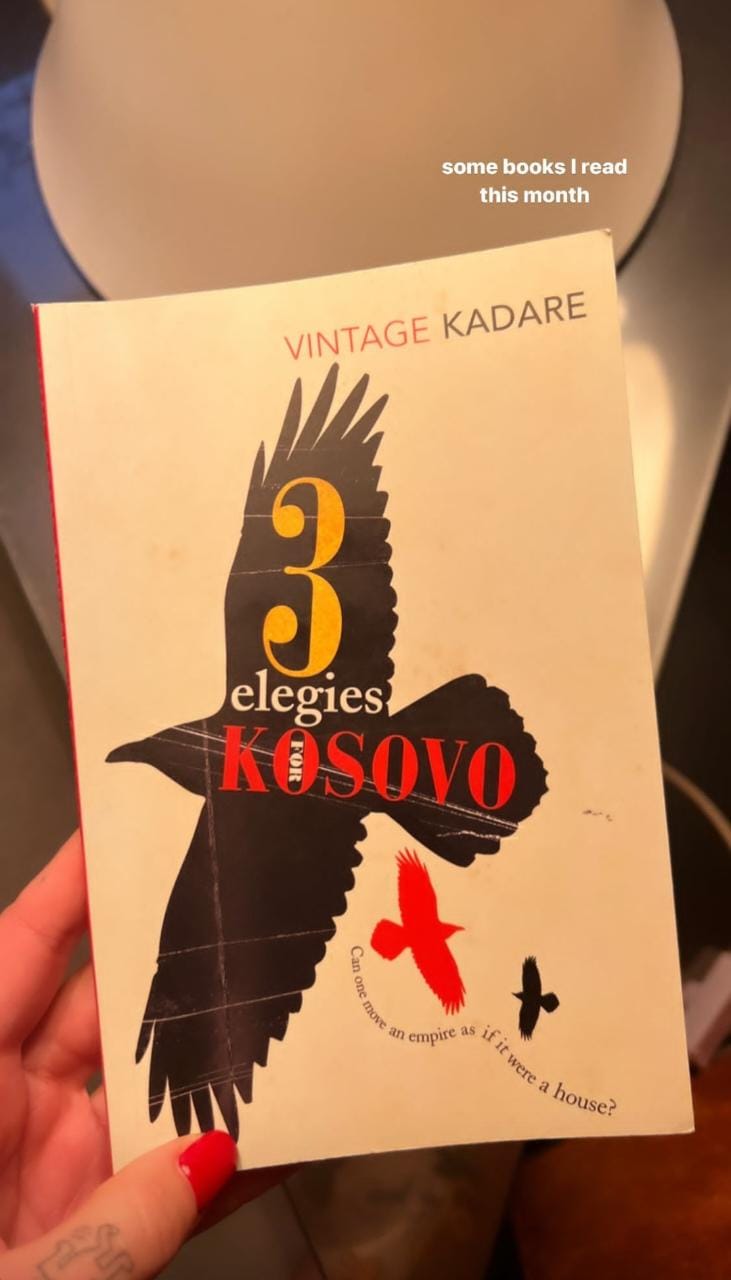 some books I read
this month
VINTAGE KADARE
3
elegies
FOR
KOSOVO
Can one move an empire as if it were a house?